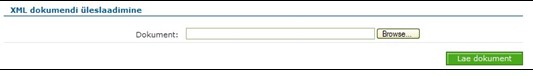 XML dokumendi üleslaadimine
Dokument: Browse...
Lae dokument